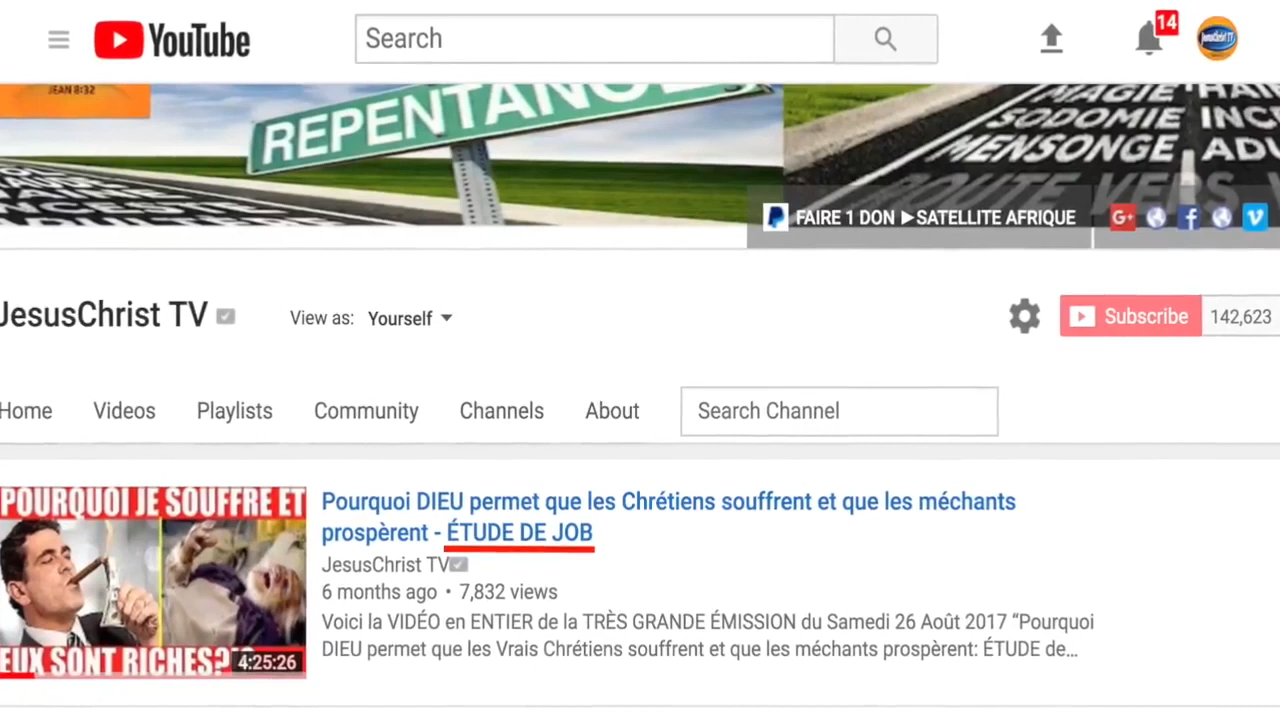 YouTube
Search
14
JEAN 8:32
REPENTANCE
MAGIE
SODOMIE INC
MENSONGE ADU
ROUTE VERS
FAIRE 1 DON ▶SATELLITE AFRIQUE
G+
JesusChrist TV
View as: Yourself
Subscribe 142,623
Home Videos Playlists Community Channels About
Search Channel
POURQUOI JE SOUFFRE ET
EUX SONT RICHES?
4:25:26
Pourquoi DIEU permet que les Chrétiens souffrent et que les méchants
prospèrent - ÉTUDE DE JOB
JesusChrist TV
6 months ago • 7,832 views
Voici la VIDÉO en ENTIER de la TRÈS GRANDE ÉMISSION du Samedi 26 Août 2017 “Pourquoi
DIEU permet que les Vrais Chrétiens souffrent et que les méchants prospèrent: ÉTUDE de...